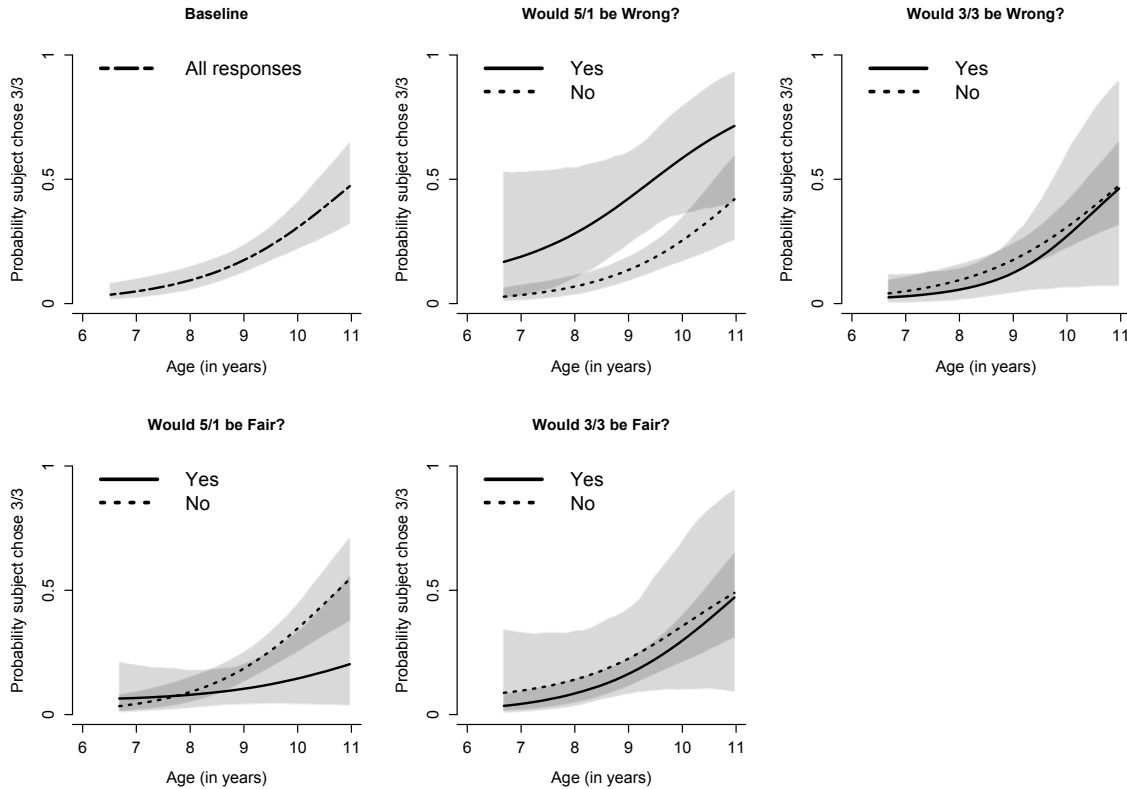 Baseline
Probability subject chose 3/3
1
0.5
0
All responses
6 7 8 9 10 11
Age (in years)
Would 5/1 be Wrong?
Probability subject chose 3/3
1
0.5
0
Yes
No
6 7 8 9 10 11
Age (in years)
Would 3/3 be Wrong?
Probability subject chose 3/3
1
0.5
0
Yes
No
6 7 8 9 10 11
Age (in years)
Would 5/1 be Fair?
Probability subject chose 3/3
1
0.5
0
Yes
No
6 7 8 9 10 11
Age (in years)
Would 3/3 be Fair?
Probability subject chose 3/3
1
0.5
0
Yes
No
6 7 8 9 10 11
Age (in years)